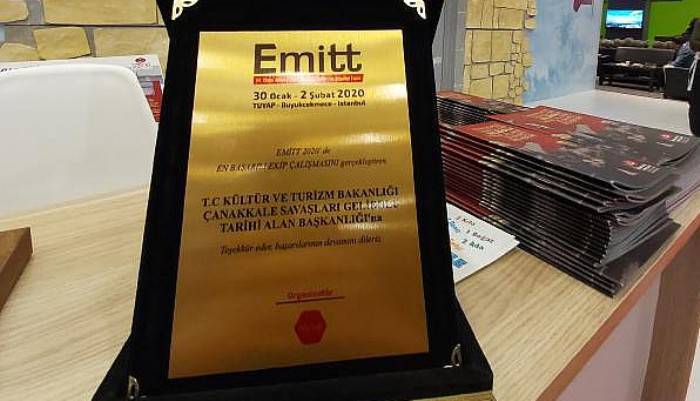 Emitt
30 Ocak - 2 Şubat 2020
TÜYAP - Büyükçekmece - İstanbul
EMITT 2020' de
EN BAŞARILI EKİP ÇALIŞMASINI gerçekleştiren
T.C KÜLTÜR VE TURİZM BAKANLIĞI
ÇANAKKALE SAVAŞLARI GELİBOLU
TARİHİ ALAN BAŞKANLIĞI'na
Teşekkür eder, başarılarının devamını dileriz.
Organizatör